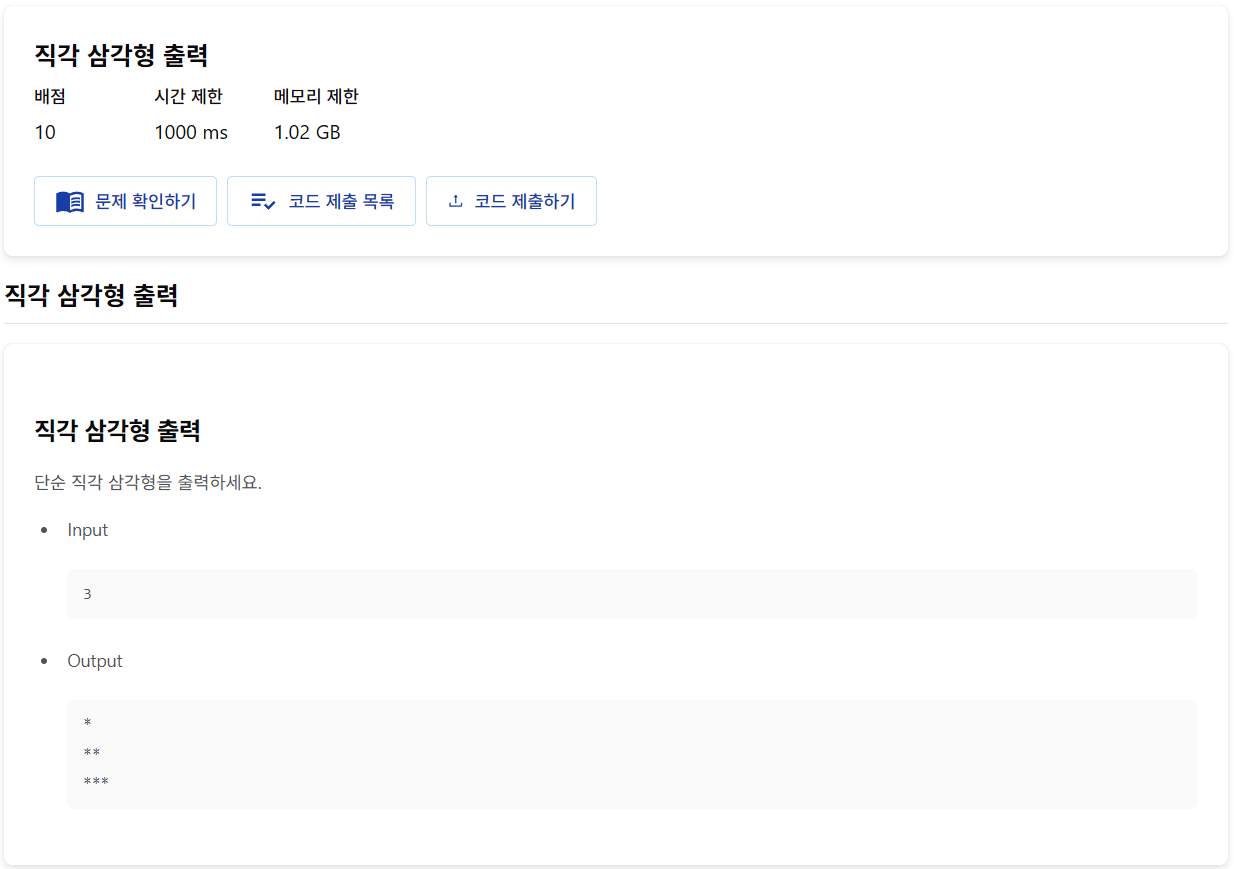 직각 삼각형 출력
배점 시간 제한 메모리 제한
10 1000 ms 1.02 GB
문제 확인하기 코드 제출 목록 코드 제출하기
직각 삼각형 출력
직각 삼각형 출력
단순 직각 삼각형을 출력하세요.
• Input
3
• Output
*
**
***